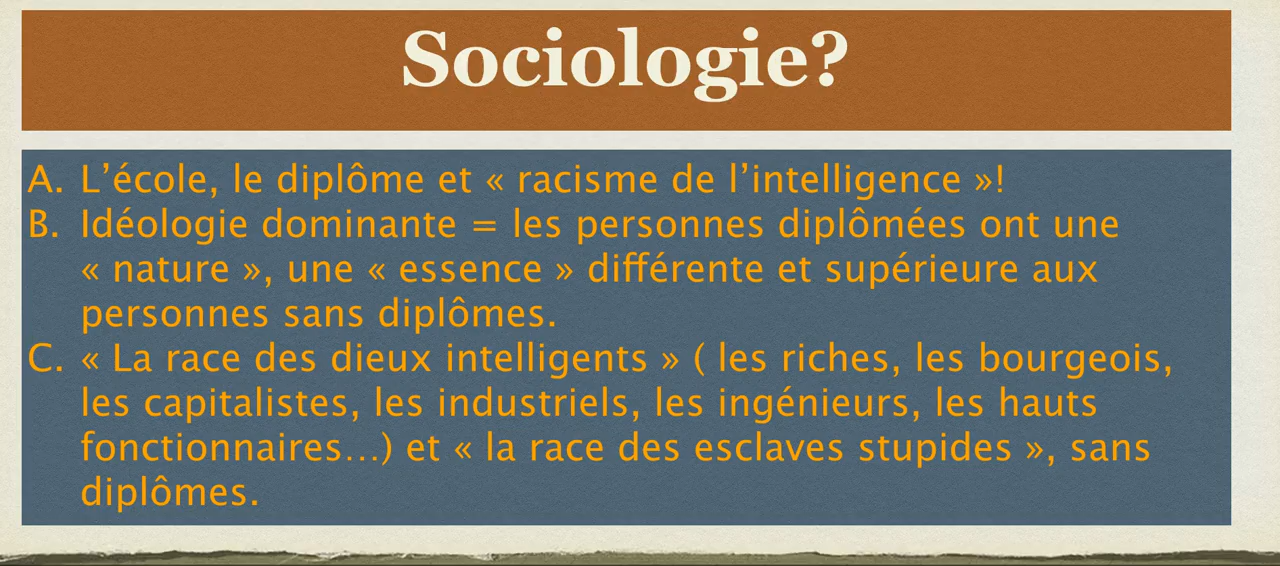 Sociologie?
A. L’école, le diplôme et « racisme de l’intelligence »!
B. Idéologie dominante = les personnes diplômées ont une
« nature », une « essence » différente et supérieure aux
personnes sans diplômes.
C. « La race des dieux intelligents » ( les riches, les bourgeois,
les capitalistes, les industriels, les ingénieurs, les hauts
fonctionnaires…) et « la race des esclaves stupides », sans
diplômes.